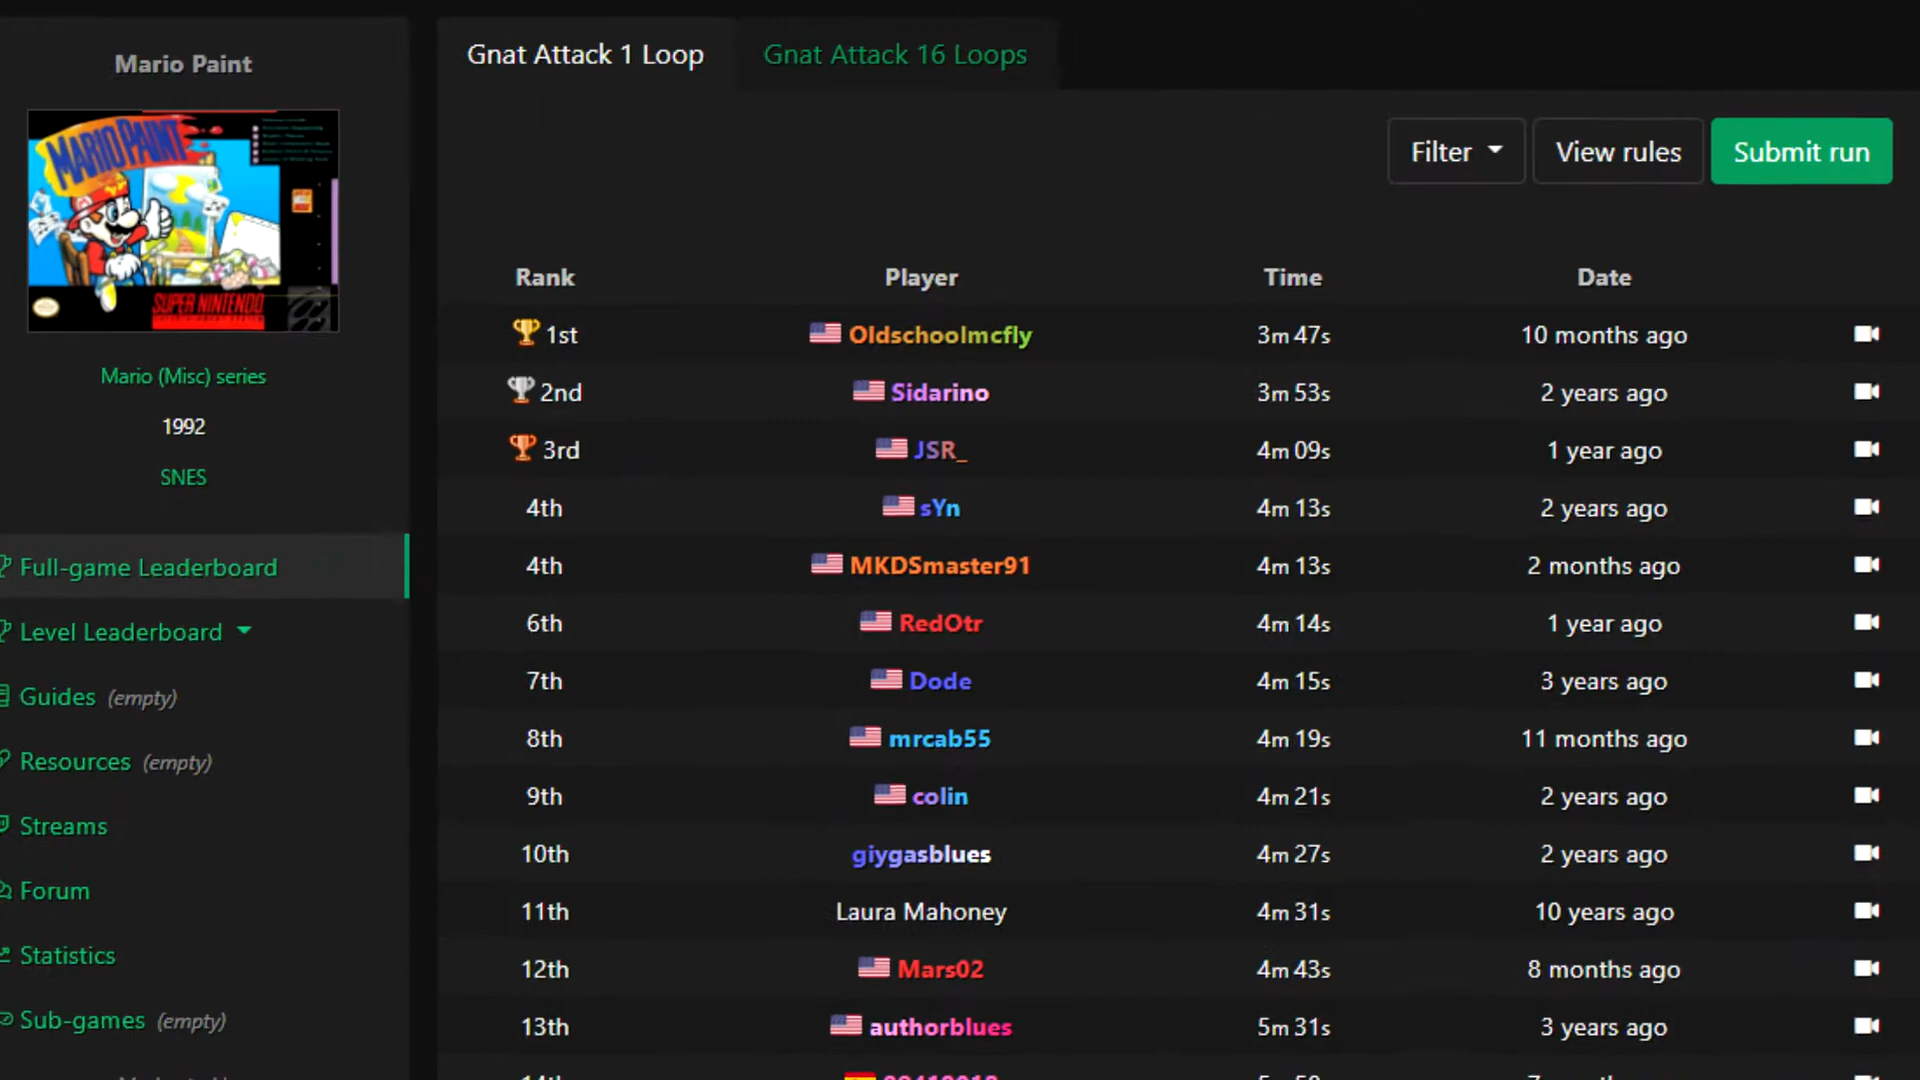 Mario Paint
MARIO PAINT
SUPER NINTENDO
Mario (Misc) series
1992
SNES
Full-game Leaderboard
Level Leaderboard
Guides (empty)
Resources (empty)
Streams
Forum
Statistics
Sub-games (empty)
Gnat Attack 1 Loop Gnat Attack 16 Loops
Filter View rules Submit run
Rank Player Time Date
1st Oldschoolmcfly 3m 47s 10 months ago
2nd Sidarino 3m 53s 2 years ago
3rd JSR_ 4m 09s 1 year ago
4th sYn 4m 13s 2 years ago
4th MKDSmaster91 4m 13s 2 months ago
6th RedOtr 4m 14s 1 year ago
7th Dode 4m 15s 3 years ago
8th mrcab55 4m 19s 11 months ago
9th colin 4m 21s 2 years ago
10th giygasblues 4m 27s 2 years ago
11th Laura Mahoney 4m 31s 10 years ago
12th Mars02 4m 43s 8 months ago
13th authorblues 5m 31s 3 years ago